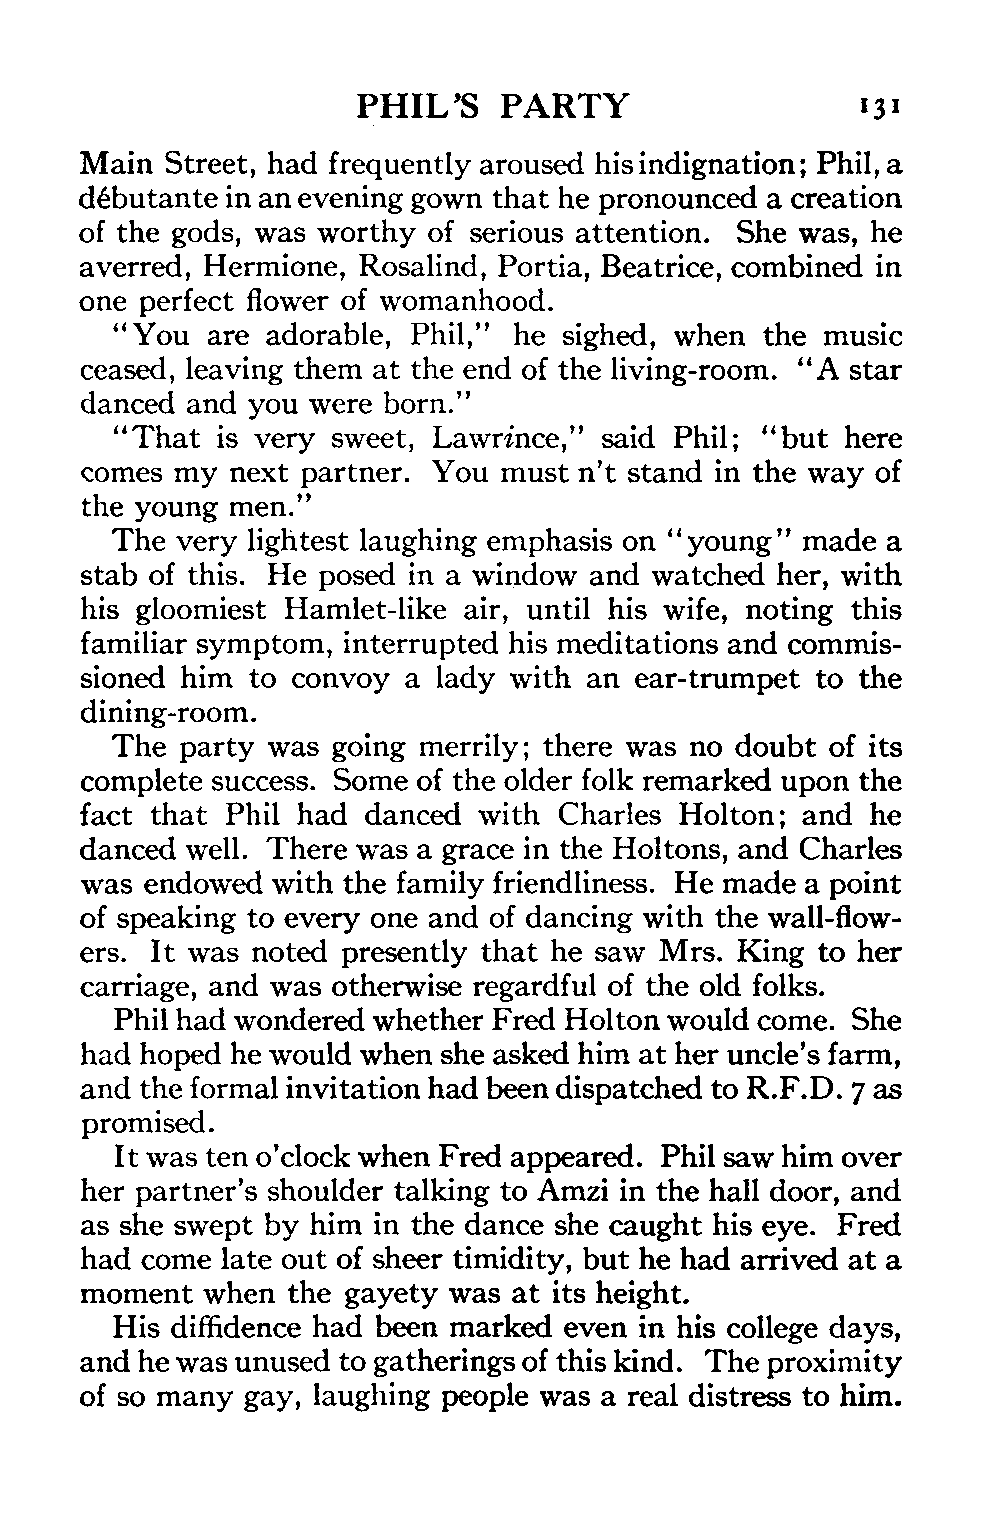 PHIL'S PARTY 131
Main Street, had frequently aroused his indignation; Phil, a
débutante in an evening gown that he pronounced a creation
of the gods, was worthy of serious attention. She was, he
averred, Hermione, Rosalind, Portia, Beatrice, combined in
one perfect flower of womanhood.
"You are adorable, Phil," he sighed, when the music
ceased, leaving them at the end of the living-room. "A star
danced and you were born."
"That is very sweet, Lawrince," said Phil; "but here
comes my next partner. You must n't stand in the way of
the young men."
The very lightest laughing emphasis on "young" made a
stab of this. He posed in a window and watched her, with
his gloomiest Hamlet-like air, until his wife, noting this
familiar symptom, interrupted his meditations and commis-
sioned him to convoy a lady with an ear-trumpet to the
dining-room.
The party was going merrily; there was no doubt of its
complete success. Some of the older folk remarked upon the
fact that Phil had danced with Charles Holton; and he
danced well. There was a grace in the Holtons, and Charles
was endowed with the family friendliness. He made a point
of speaking to every one and of dancing with the wall-flow-
ers. It was noted presently that he saw Mrs. King to her
carriage, and was otherwise regardful of the old folks.
Phil had wondered whether Fred Holton would come. She
had hoped he would when she asked him at her uncle's farm,
and the formal invitation had been dispatched to R.F.D. 7 as
promised.
It was ten o'clock when Fred appeared. Phil saw him over
her partner's shoulder talking to Amzi in the hall door, and
as she swept by him in the dance she caught his eye. Fred
had come late out of sheer timidity, but he had arrived at a
moment when the gayety was at its height.
His diffidence had been marked even in his college days,
and he was unused to gatherings of this kind. The proximity
of so many gay, laughing people was a real distress to him.